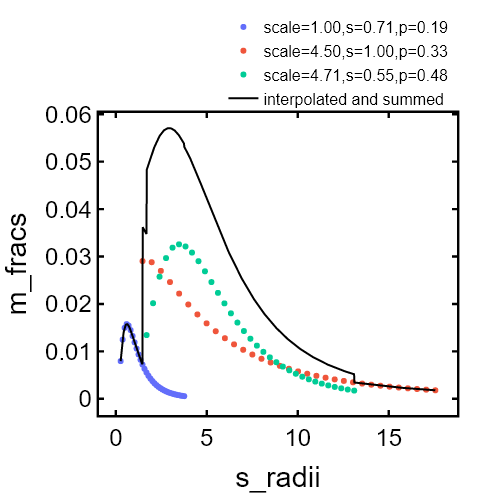 scale=1.00,s=0.71,p=0.19
scale=4.50,s=1.00,p=0.33
scale=4.71,s=0.55,p=0.48
interpolated and summed
0.06
0.05
0.04
0.03
0.02
0.01
0
m_fracs
0 5 10 15
s_radii